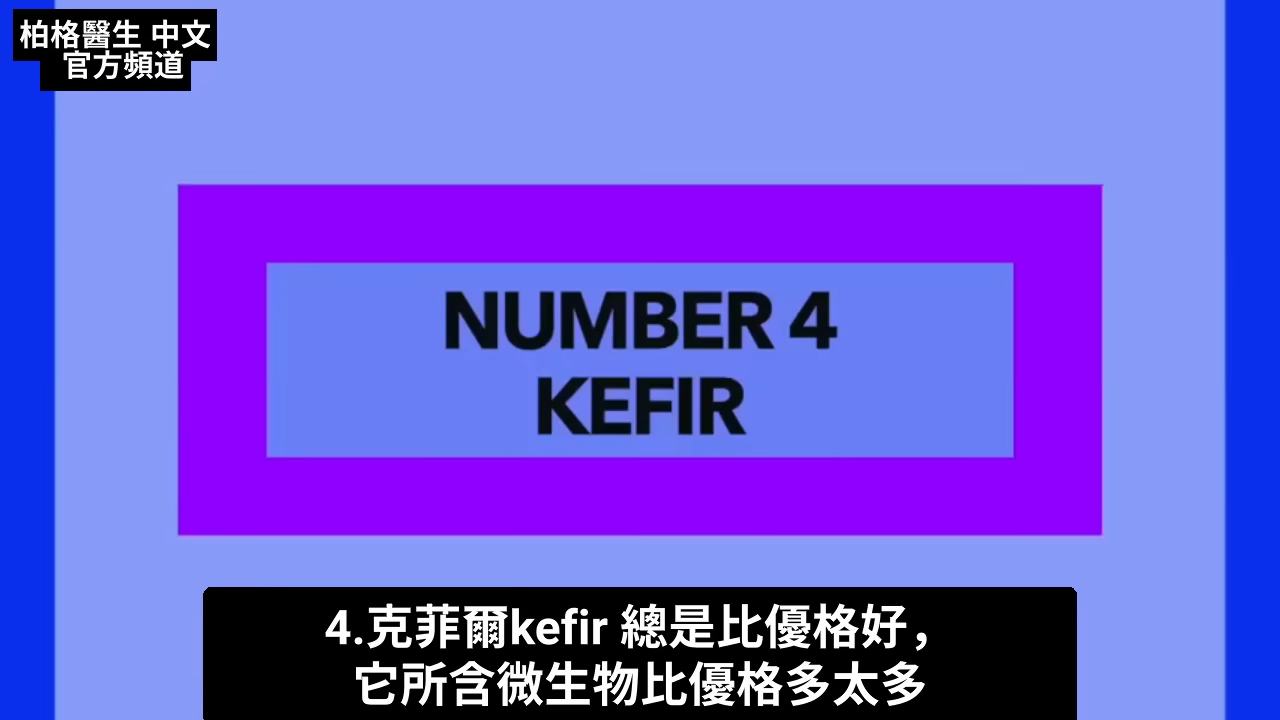 柏格醫生 中文
官方頻道
NUMBER 4
KEFIR
4.克菲爾kefir 總是比優格好，
它所含微生物比優格多太多